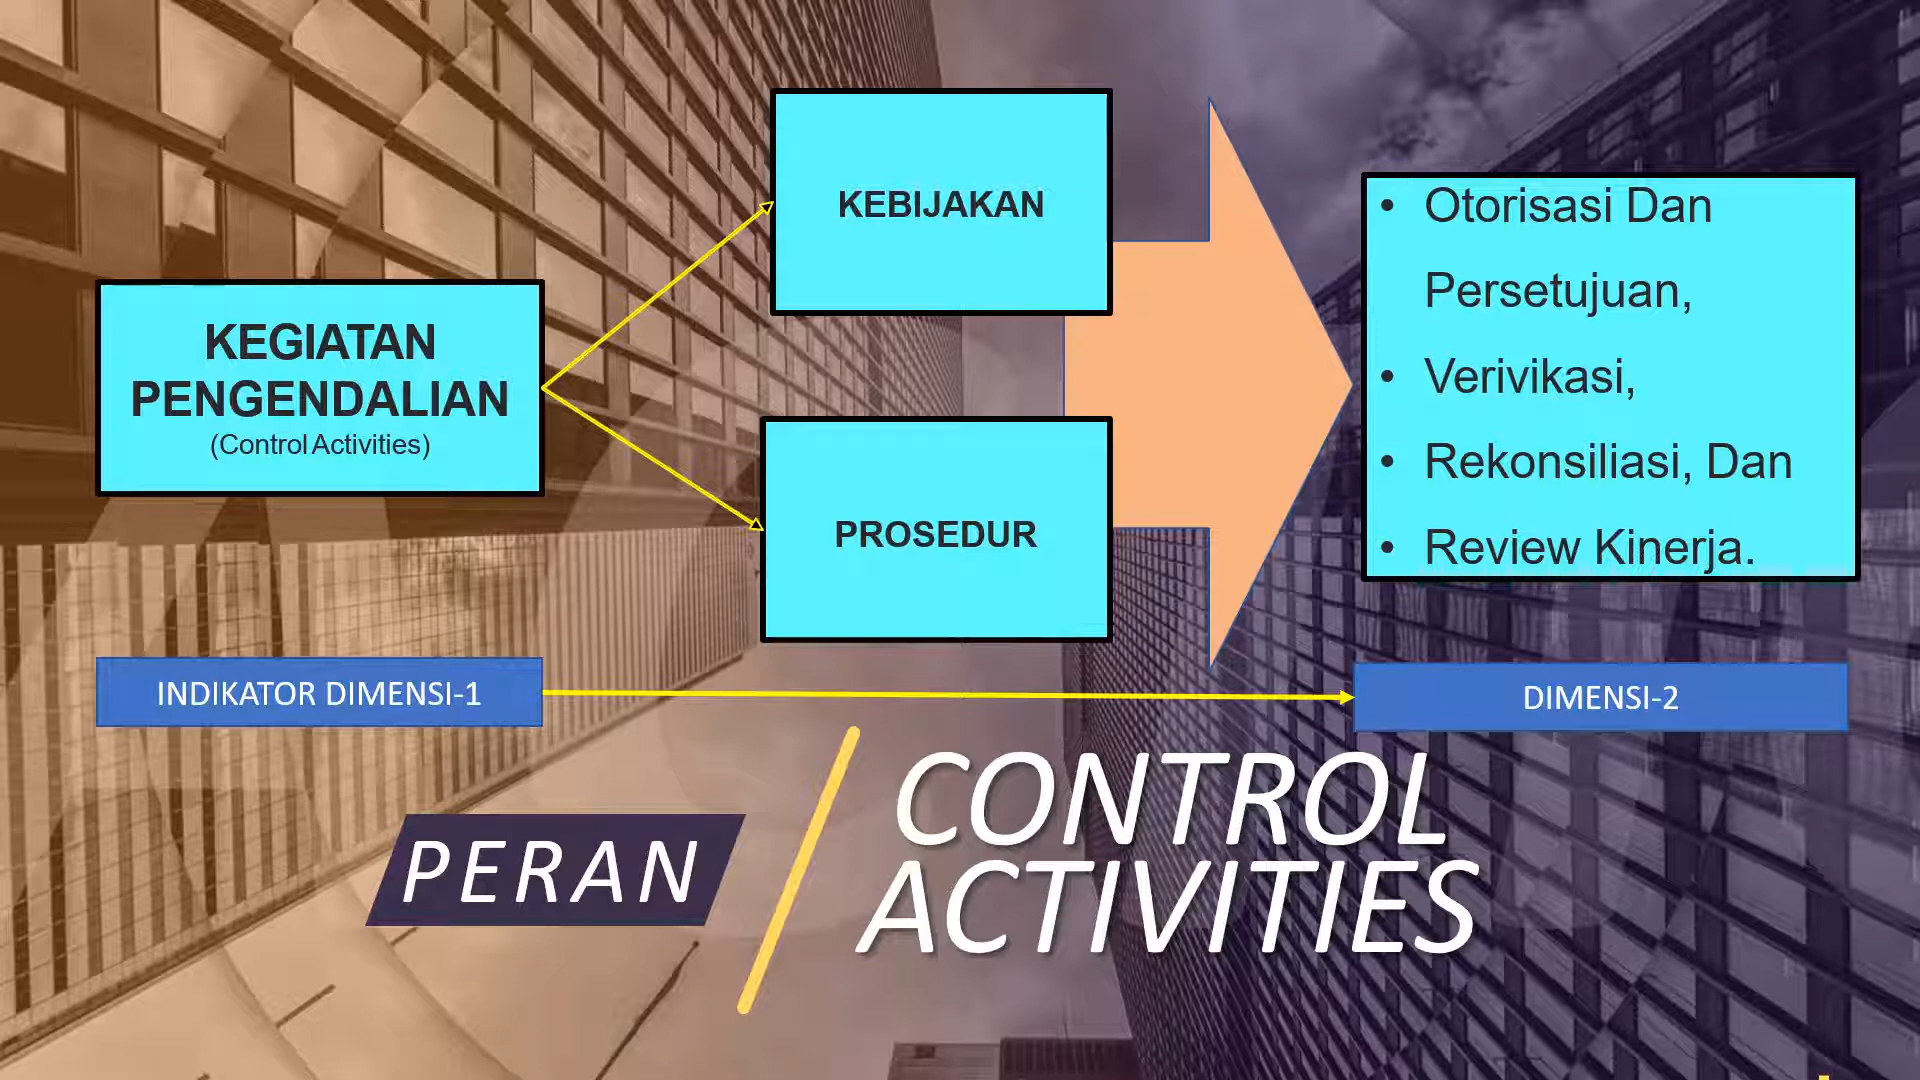 KEGIATAN
PENGENDALIAN
(Control Activities)
KEBIJAKAN
PROSEDUR
• Otorisasi Dan
Persetujuan,
• Verivikasi,
• Rekonsiliasi, Dan
• Review Kinerja.
INDIKATOR DIMENSI-1
DIMENSI-2
PERAN
CONTROL
ACTIVITIES